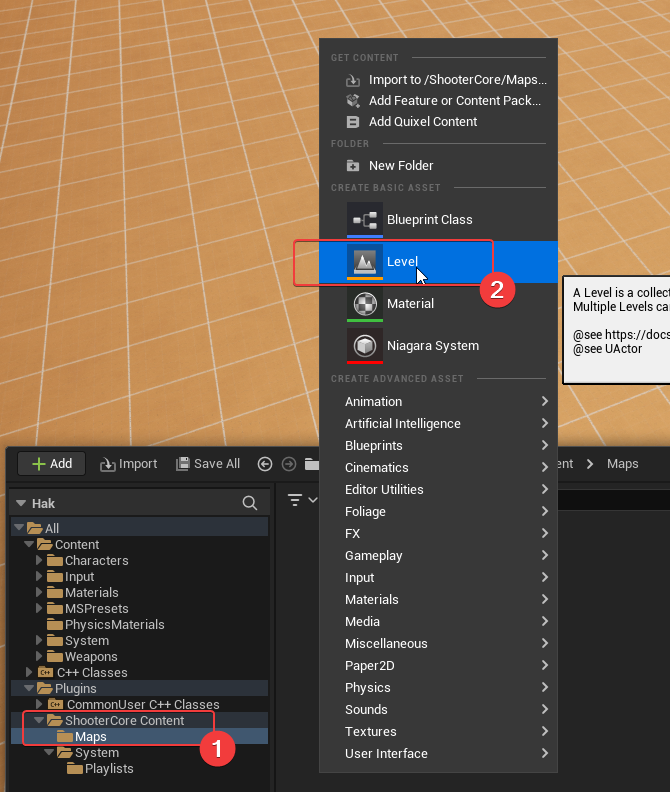 GET CONTENT
Import to /ShooterCore/Maps...
Add Feature or Content Pack...
Add Quixel Content
FOLDER
New Folder
CREATE BASIC ASSET
Blueprint Class
Level
2
Material
Niagara System
A Level is a collect
Multiple Levels ca
@see https://docs
@see UActor
CREATE ADVANCED ASSET
Animation
Artificial Intelligence
Blueprints
Cinematics
Editor Utilities
Foliage
FX
Gameplay
Input
Materials
Media
Miscellaneous
Paper2D
Physics
Sounds
Textures
User Interface
Add
Import
Save All
ent > Maps
Hak
All
Content
Characters
Input
Materials
MSPresets
PhysicsMaterials
System
Weapons
C++ Classes
Plugins
CommonUser C++ Classes
ShooterCore Content
Maps
1
System
Playlists